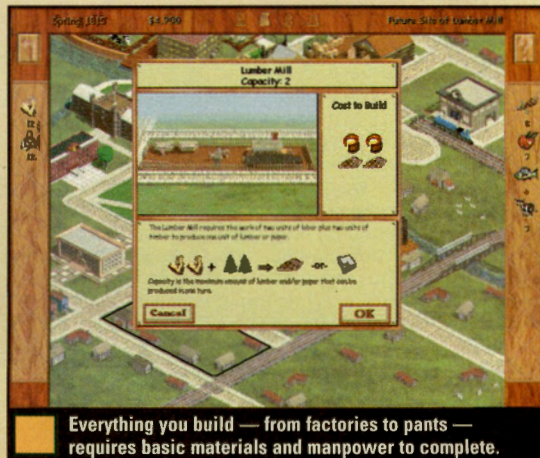 Spring, 1915
$4,900
Future Site of Lumber Mill
Lumber Mill
Capacity: 2
Cost to Build
The Lumber Mill requires the work of two units of labor plus two units of
timber to produce one unit of lumber or paper.
-or-
Capacity is the maximum amount of lumber and/or paper that can be
produced in one turn.
Cancel
OK
Everything you build — from factories to pants —
requires basic materials and manpower to complete.